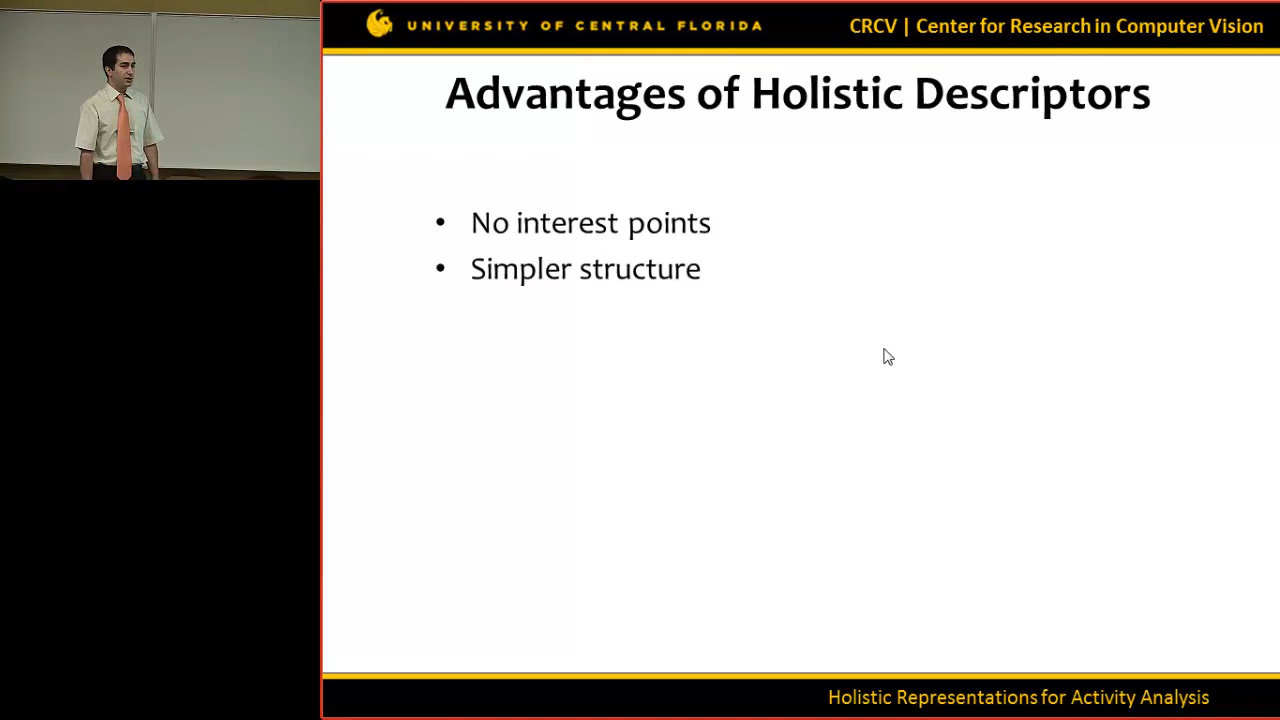 UNIVERSITY OF CENTRAL FLORIDA
CRCV | Center for Research in Computer Vision
Advantages of Holistic Descriptors
• No interest points
• Simpler structure
Holistic Representations for Activity Analysis